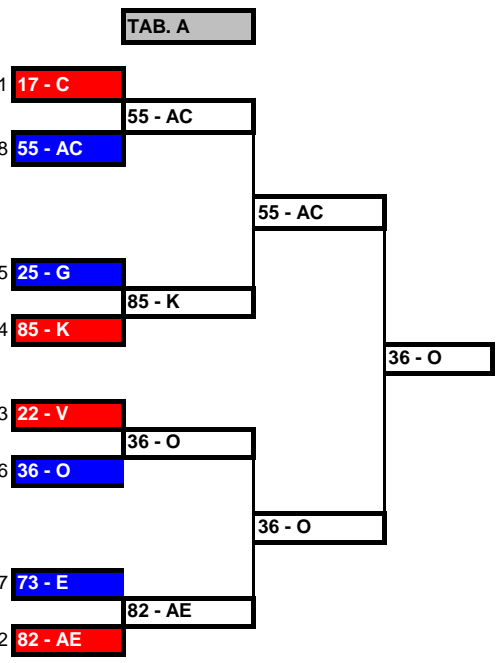 TAB. A
1 17 - C
55 - AC
8 55 - AC
55 - AC
5 25 - G
85 - K
4 85 - K
36 - O
3 22 - V
36 - O
6 36 - O
36 - O
7 73 - E
82 - AE
2 82 - AE